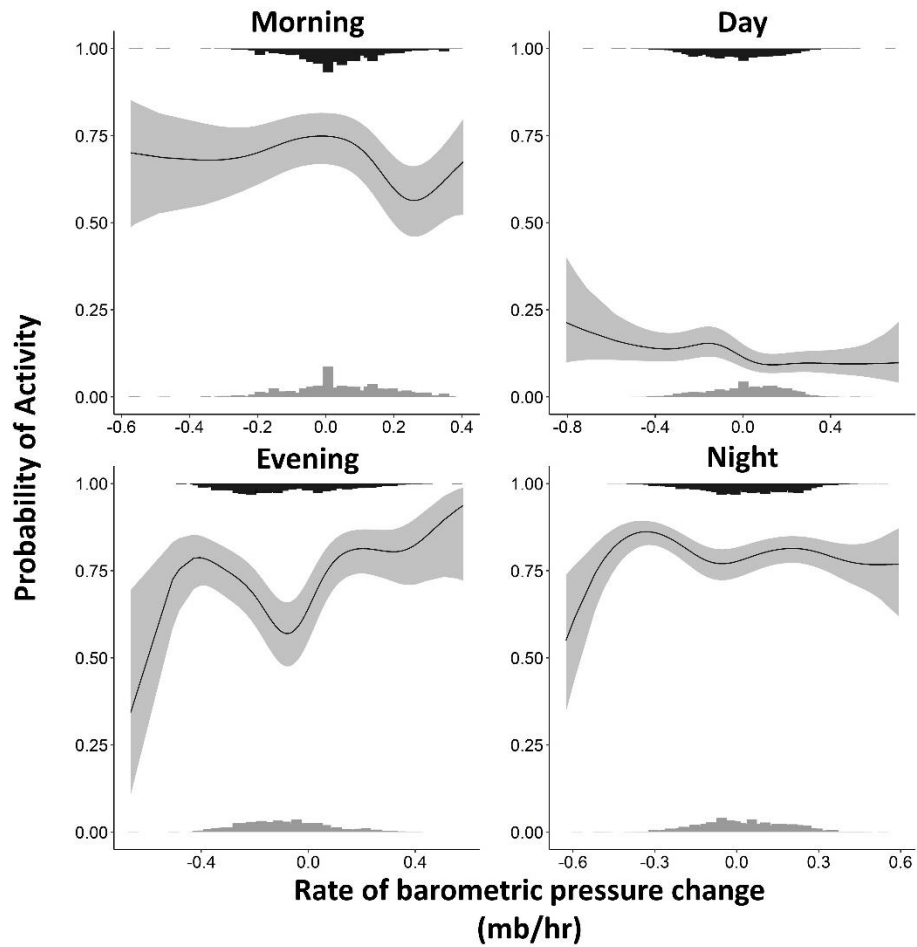 Morning
Day
1.00
0.75
0.50
0.25
0.00
-0.6 -0.4 -0.2 0.0 0.2 0.4
1.00
0.75
0.50
0.25
0.00
-0.8 -0.4 0.0 0.4
Probability of Activity
Evening
Night
1.00
0.75
0.50
0.25
0.00
-0.4 0.0 0.4
1.00
0.75
0.50
0.25
0.00
-0.6 -0.3 0.0 0.3 0.6
Rate of barometric pressure change
(mb/hr)